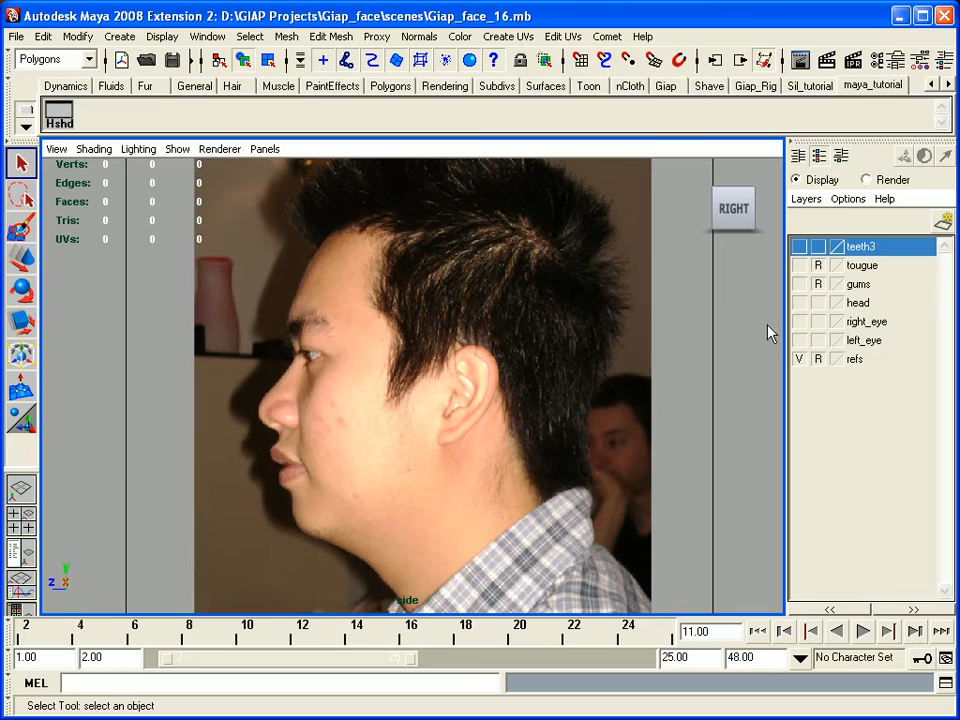 Autodesk Maya 2008 Extension 2: D:\GIAP Projects\Giap_face\scenes\Giap_face_16.mb
File Edit Modify Create Display Window Select Mesh Edit Mesh Proxy Normals Color Create UVs Edit UVs Comet Help
Polygons
Dynamics Fluids Fur General Hair Muscle PaintEffects Polygons Rendering Subdivs Surfaces Toon nCloth Giap Shave Giap_Rig Sil_tutorial maya_tutorial
Hshd
View Shading Lighting Show Renderer Panels
Verts: 0 0 0
Edges: 0 0 0
Faces: 0 0 0
Tris: 0 0 0
UVs: 0 0 0
RIGHT
Display Render
Layers Options Help
teeth3
R tougue
R gums
head
right_eye
left_eye
V R refs
y
z x
side
2 4 6 8 10 12 14 16 18 20 22 24
11.00
1.00 2.00 2 25 25.00 48.00 No Character Set
MEL
Select Tool: select an object